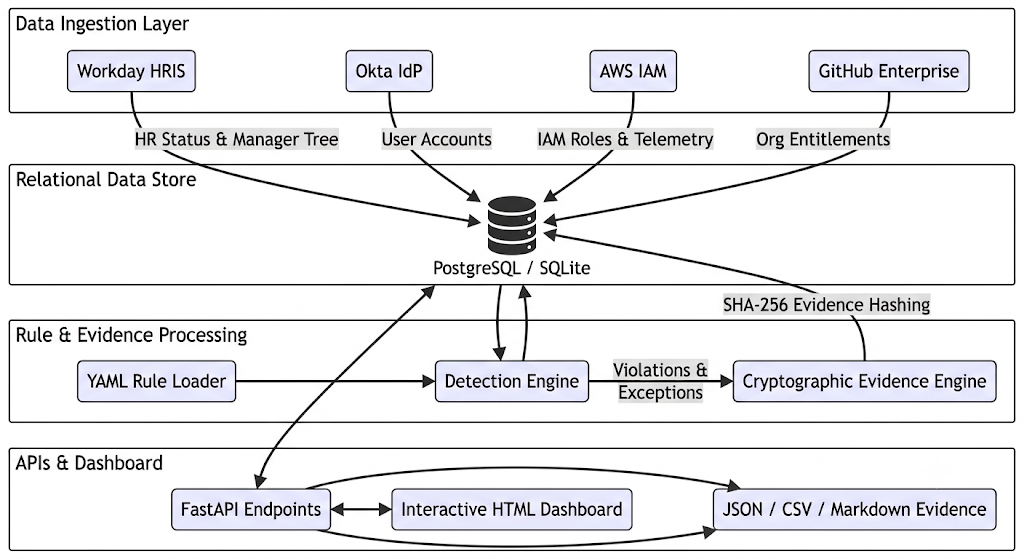 Data Ingestion Layer
Workday HRIS
Okta IdP
AWS IAM
GitHub Enterprise
HR Status & Manager Tree
User Accounts
IAM Roles & Telemetry
Org Entitlements
Relational Data Store
PostgreSQL / SQLite
SHA-256 Evidence Hashing
Rule & Evidence Processing
YAML Rule Loader
Detection Engine
Violations &
Exceptions
Cryptographic Evidence Engine
APIs & Dashboard
FastAPI Endpoints
Interactive HTML Dashboard
JSON / CSV / Markdown Evidence